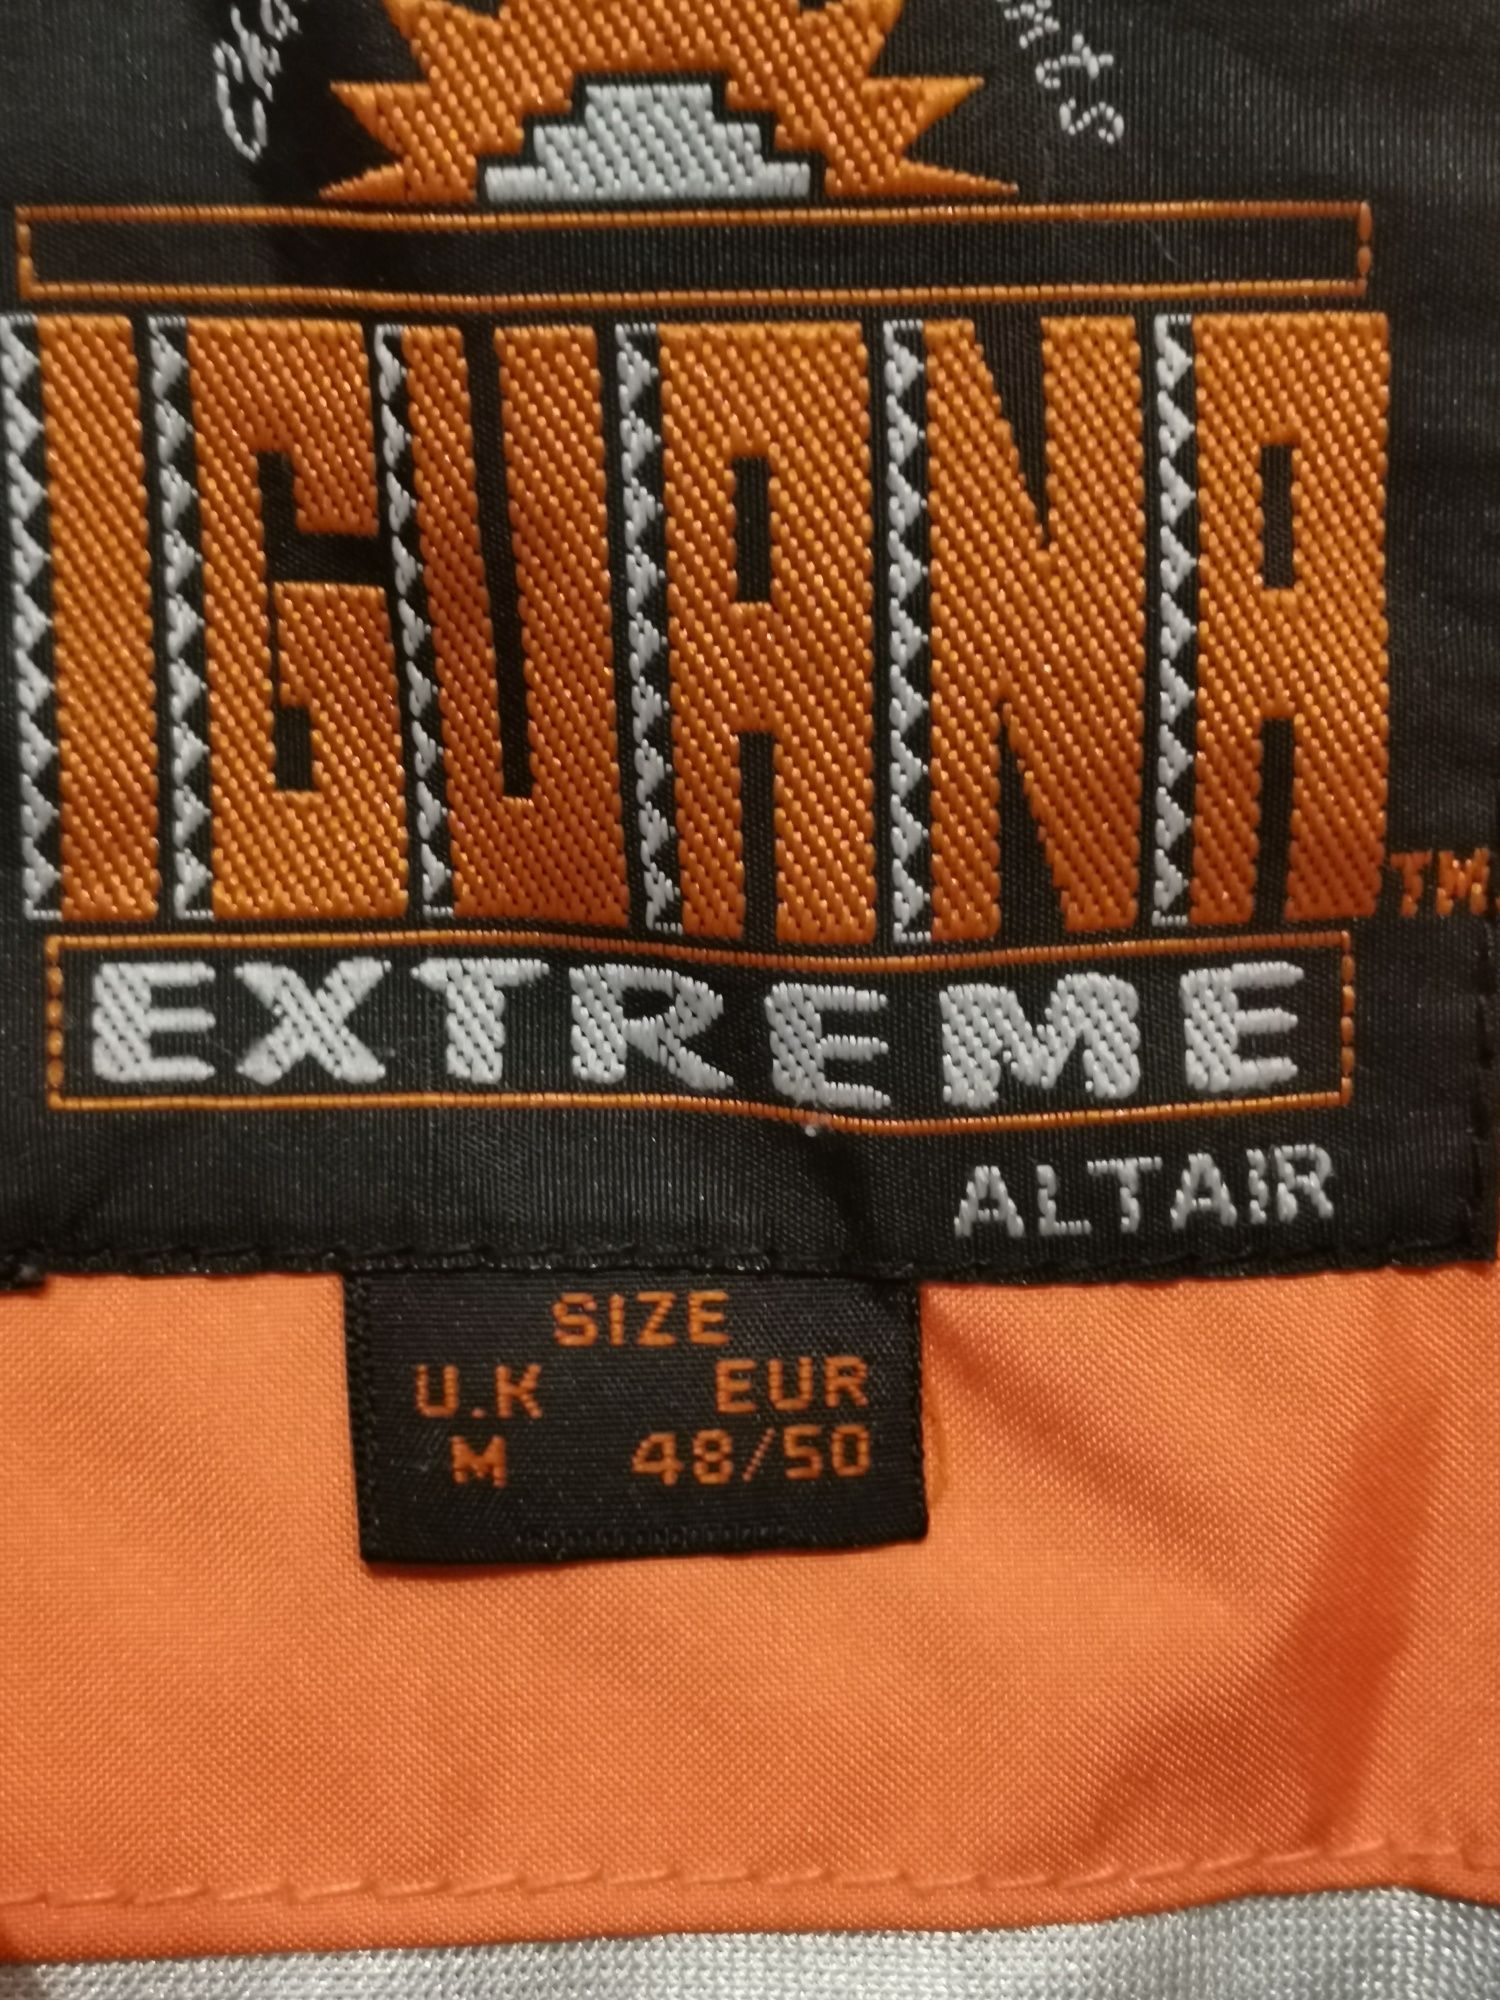 IGUANA TM
EXTREME
ALTAIR
SIZE
U.K EUR
M 48/50